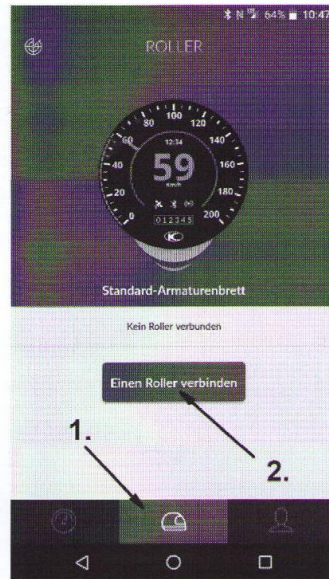 64% 10:47
ROLLER
0 20 40 60 80 100 120 140 160 180 200
12:34
59
Km/h
012345
Standard-Armaturenbrett
Kein Roller verbunden
Einen Roller verbinden
1.
2.